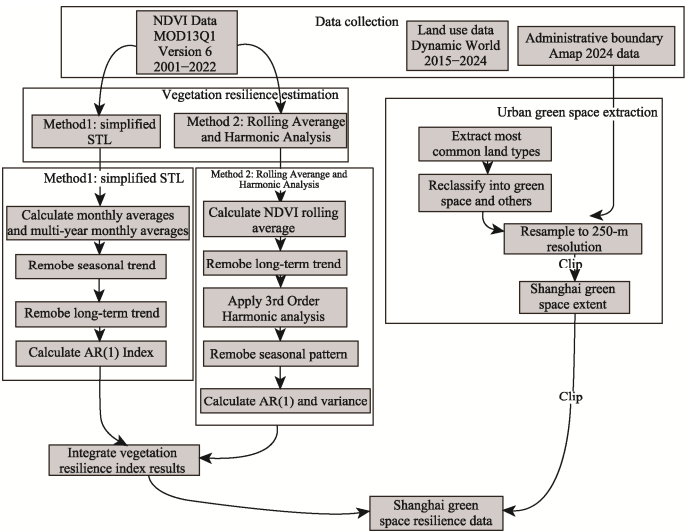 Data collection
NDVI Data
MOD13Q1
Version 6
2001−2022
Land use data
Dynamic World
2015−2024
Administrative boundary
Amap 2024 data
Vegetation resilience estimation
Method1: simplified
STL
Method 2: Rolling Averange
and Harmonic Analysis
Urban green space extraction
Extract most
common land types
Reclassify into green
space and others
Resample to 250-m
resolution
Clip
Shanghai green
space extent
Method1: simplified STL
Calculate monthly averages
and multi-year monthly averages
Remobe seasonal trend
Remobe long-term trend
Calculate AR(1) Index
Method 2: Rolling Averange and
Harmonic Analysis
Calculate NDVI rolling
average
Remobe long-term trend
Apply 3rd Order
Harmonic analysis
Remobe seasonal pattern
Calculate AR(1) and variance
Clip
Integrate vegetation
resilience index results
Shanghai green
space resilience data